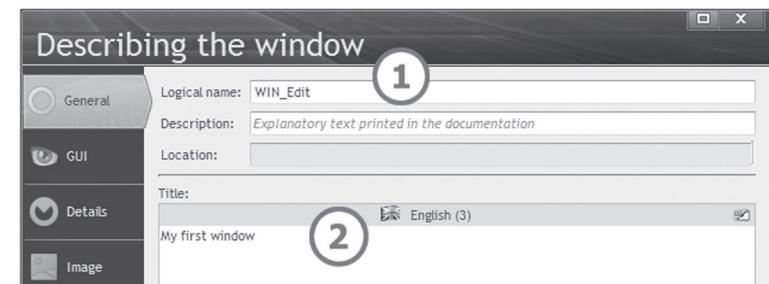 X
Describing the window
1
General
Logical name: WIN_Edit
Description: Explanatory text printed in the documentation
GUI
Location:
Title:
Details
English (3)
My first window
2
Image